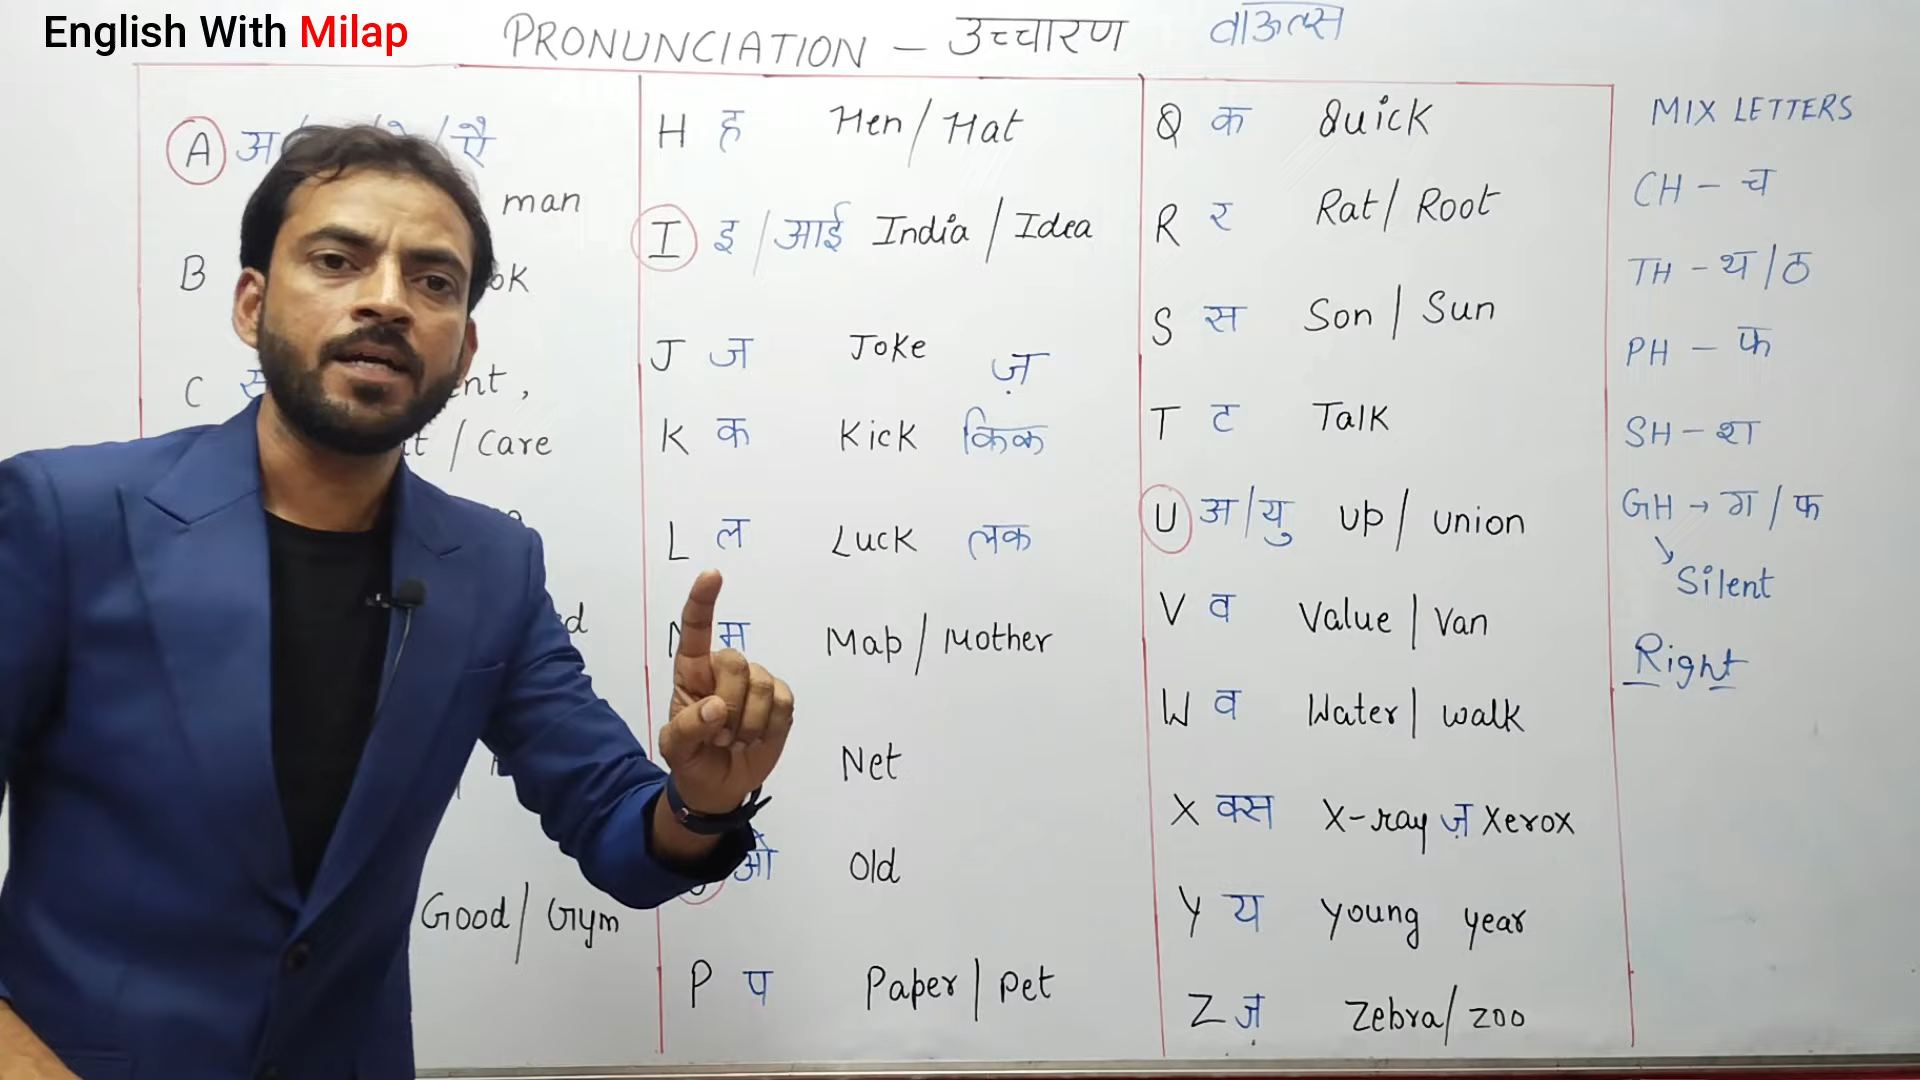 English With Milap
PRONUNCIATION – उच्चारण वाऊल्स
A अ
man
B
C
/ Care
Good / Gym
H ह Hen / Hat
I इ / आई India / Idea
J ज Joke ज़
K क Kick किक
L ल Luck लक
म Map / Mother
Net
ओ Old
P प Paper / Pet
Q क Quick
R र Rat / Root
S स Son / Sun
T ट Talk
U अ / यु Up / Union
V व Value / Van
W व Water / walk
X क्स X-ray ज़ Xerox
Y य Young year
Z ज़ Zebra / zoo
MIX LETTERS
CH – च
TH – थ / ठ
PH – फ
SH – श
GH → ग / फ
Silent
Right